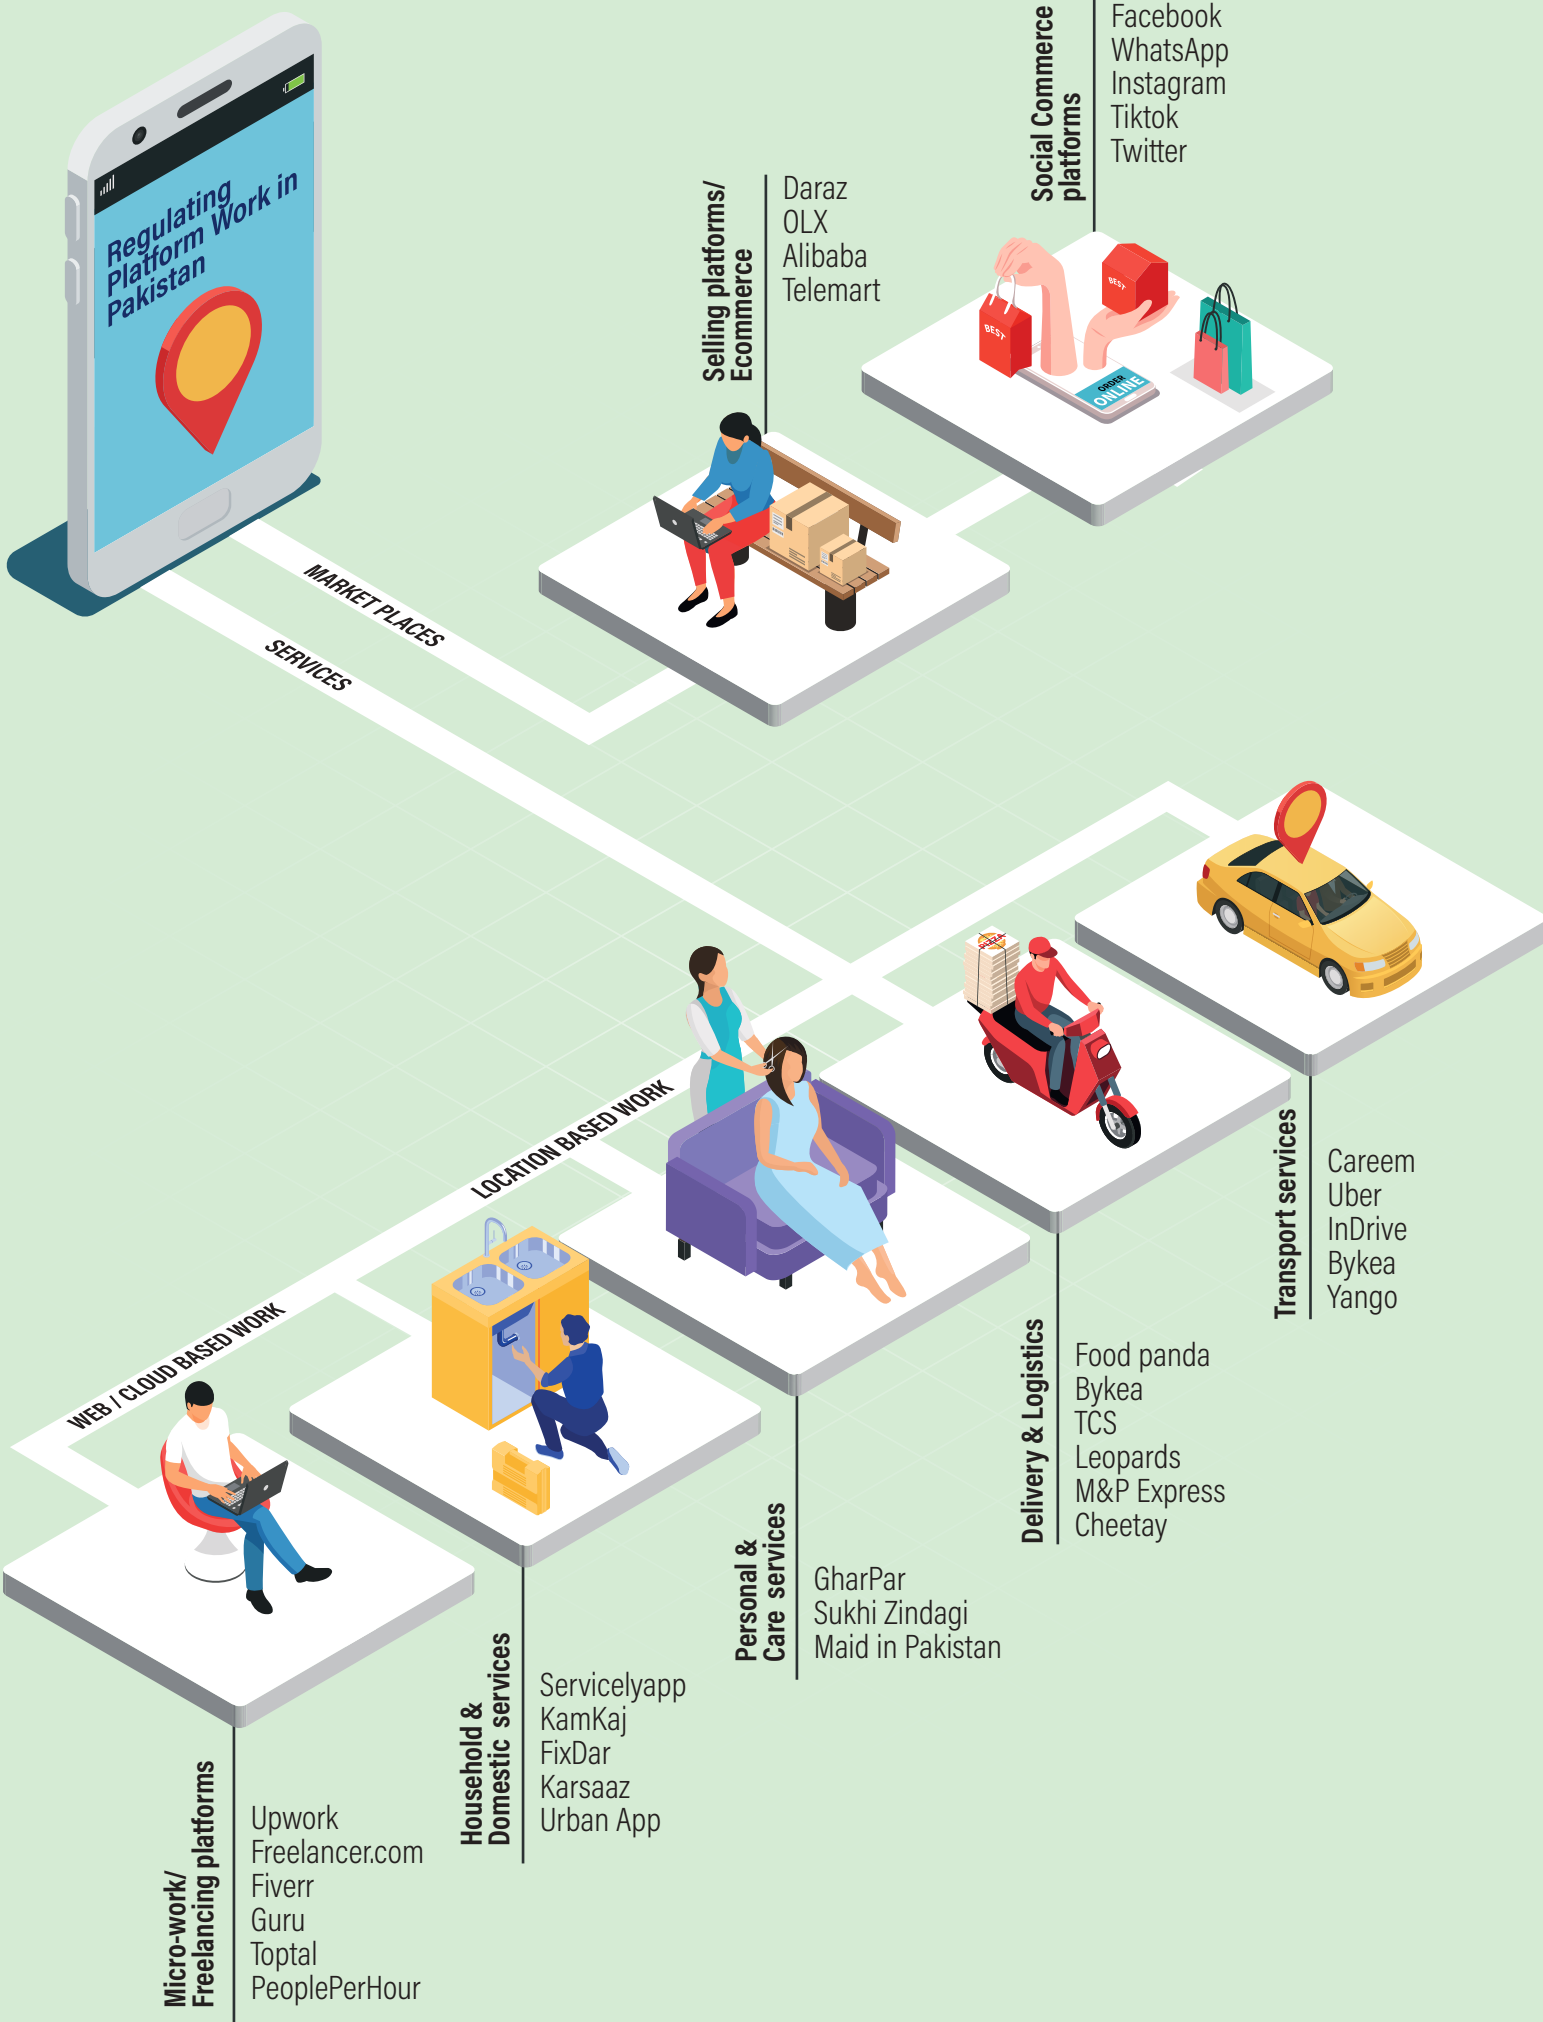 Regulating
Platform Work in
Pakistan
MARKET PLACES
SERVICES
Social Commerce
platforms
Facebook
WhatsApp
Instagram
Tiktok
Twitter
BEST
BEST
ORDER
ONLINE
Selling platforms/
Ecommerce
Daraz
OLX
Alibaba
Telemart
LOCATION BASED WORK
WEB / CLOUD BASED WORK
PIZZA
Transport services
Careem
Uber
InDrive
Bykea
Yango
Delivery & Logistics
Food panda
Bykea
TCS
Leopards
M&P Express
Cheetay
Personal &
Care services
GharPar
Sukhi Zindagi
Maid in Pakistan
Household &
Domestic services
Servicelyapp
KamKaj
FixDar
Karsaaz
Urban App
Micro-work/
Freelancing platforms
Upwork
Freelancer.com
Fiverr
Guru
Toptal
PeoplePerHour